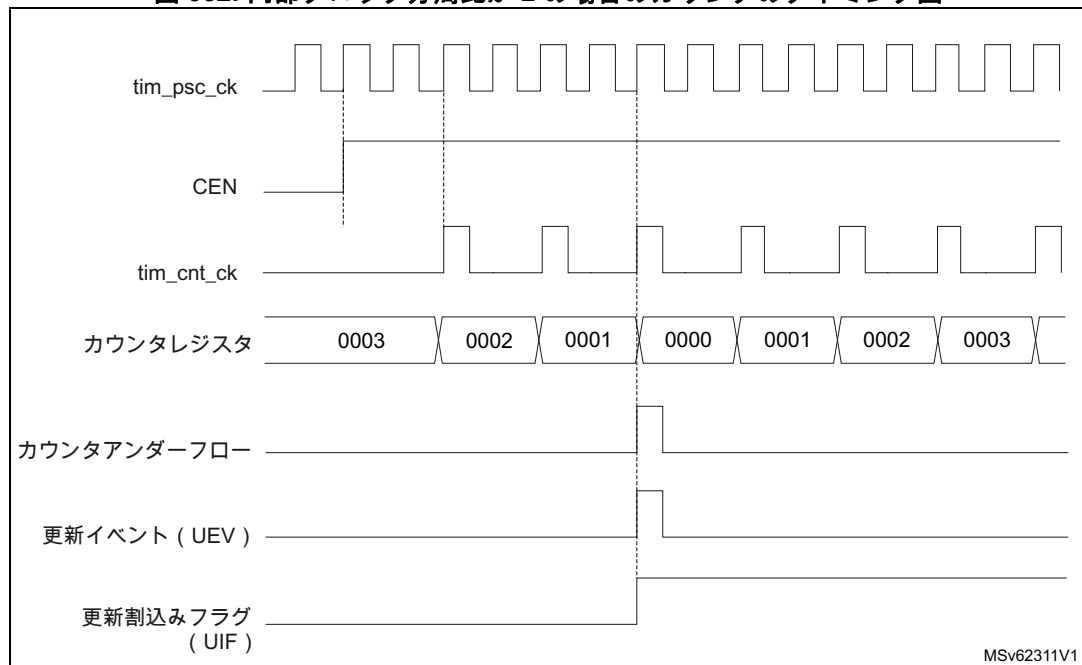 tim_psc_ck
CEN
tim_cnt_ck
カウンタレジスタ 0003 0002 0001 0000 0001 0002 0003
カウンタアンダーフロー
更新イベント ( UEV )
更新割込みフラグ
( UIF )
MSv62311V1